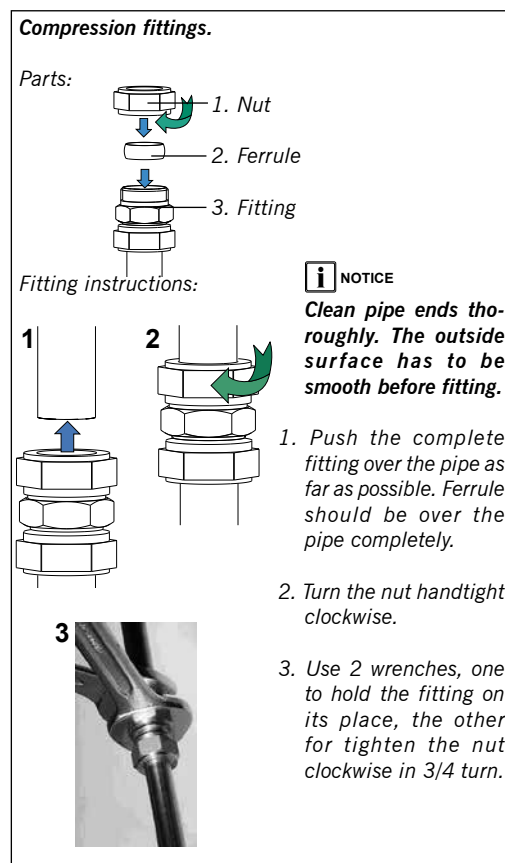 Compression fittings.
Parts:
1. Nut
2. Ferrule
3. Fitting
Fitting instructions:
1
2
3
i NOTICE
Clean pipe ends tho-
roughly. The outside
surface has to be
smooth before fitting.
1. Push the complete
fitting over the pipe as
far as possible. Ferrule
should be over the
pipe completely.
2. Turn the nut handtight
clockwise.
3. Use 2 wrenches, one
to hold the fitting on
its place, the other
for tighten the nut
clockwise in 3/4 turn.